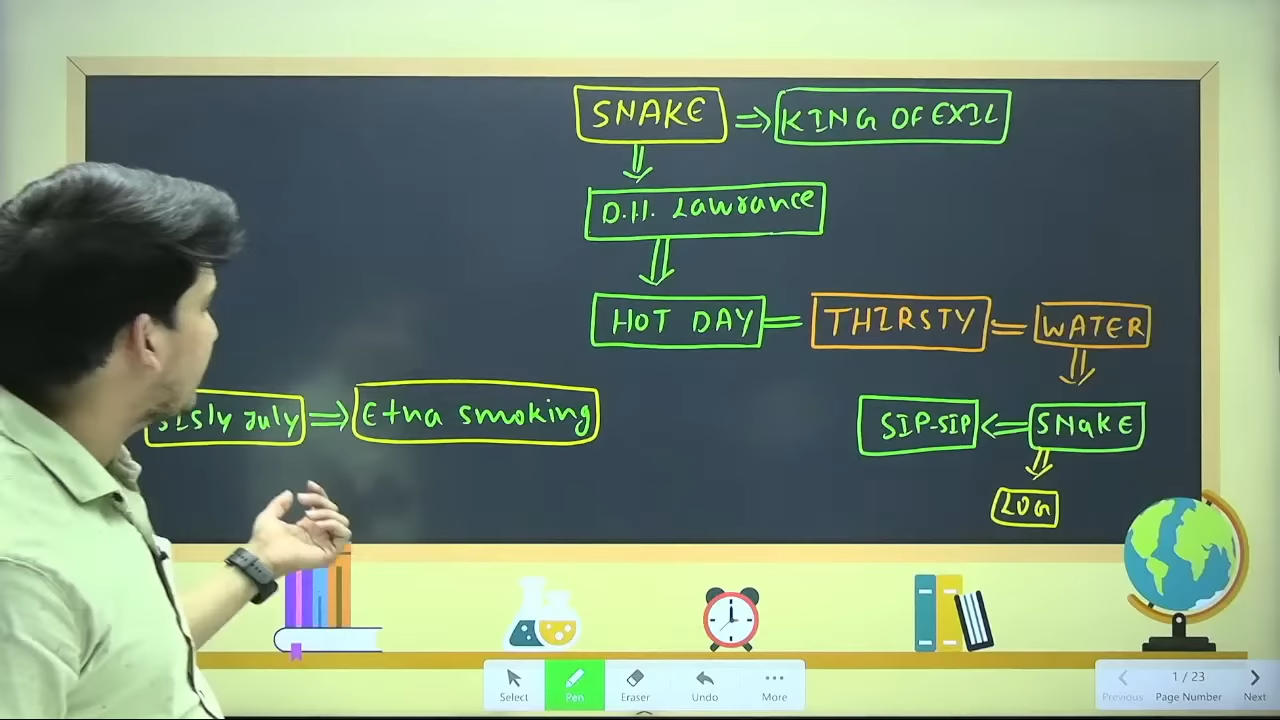 SNAKE ⇒ KING OF EXIL
D.H. Lawrance
HOT DAY = THIRSTY = WATER
Sisly July ⇒ Etna smoking
SIP-SIP ⇐ SNAKE
LOG
Select Pen Eraser Undo More
1 / 23
Previous Page Number Next